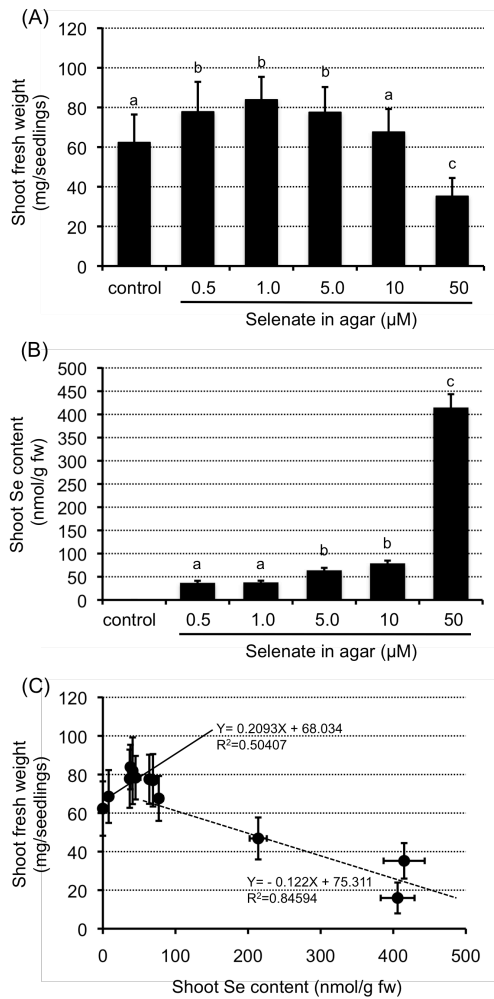 (A)
Shoot fresh weight
(mg/seedlings)
120
100
80
60
40
20
0
a
b
b
b
a
c
control
0.5
1.0
5.0
10
50
Selenate in agar (μM)
(B)
Shoot Se content
(nmol/g fw)
500
450
400
350
300
250
200
150
100
50
0
a
a
b
b
c
control
0.5
1.0
5.0
10
50
Selenate in agar (μM)
(C)
Shoot fresh weight
(mg/seedlings)
120
100
80
60
40
20
0
Y= 0.2093X + 68.034
R²=0.50407
Y= - 0.122X + 75.311
R²=0.84594
0
100
200
300
400
500
Shoot Se content (nmol/g fw)